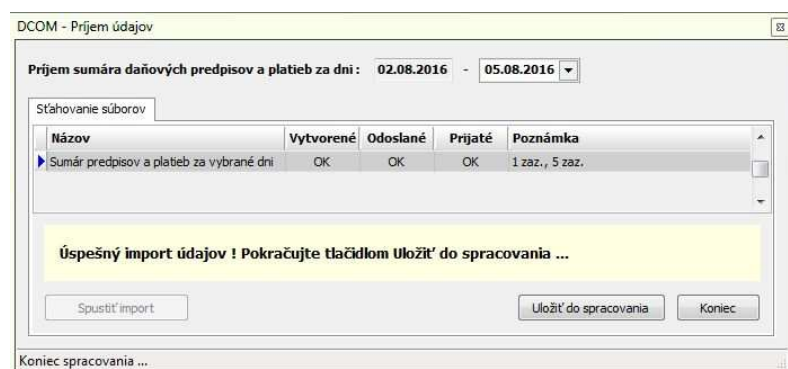 DCOM - Príjem údajov
Príjem sumára daňových predpisov a platieb za dni : 02.08.2016 - 05.08.2016
Sťahovanie súborov
Názov Vytvorené Odoslané Prijaté Poznámka
Sumár predpisov a platieb za vybrané dni OK OK OK 1 zaz., 5 zaz.
Úspešný import údajov ! Pokračujte tlačidlom Uložiť do spracovania ...
Spustiť import Uložiť do spracovania Koniec
Koniec spracovania ...